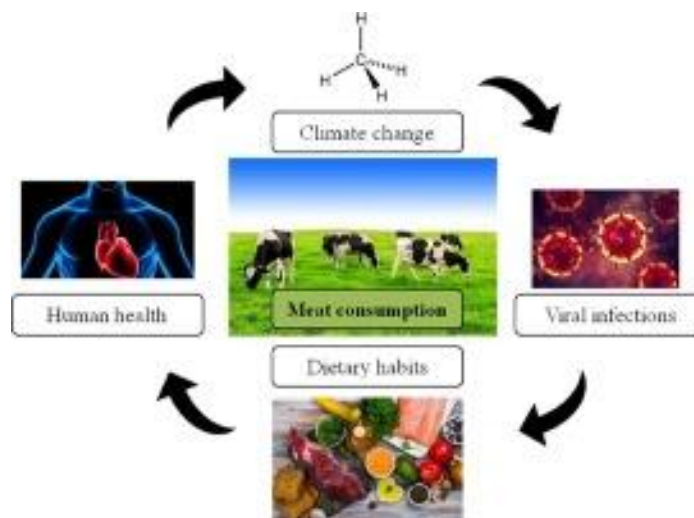 H
C
H
H
H
Climate change
Human health
Meat consumption
Viral infections
Dietary habits